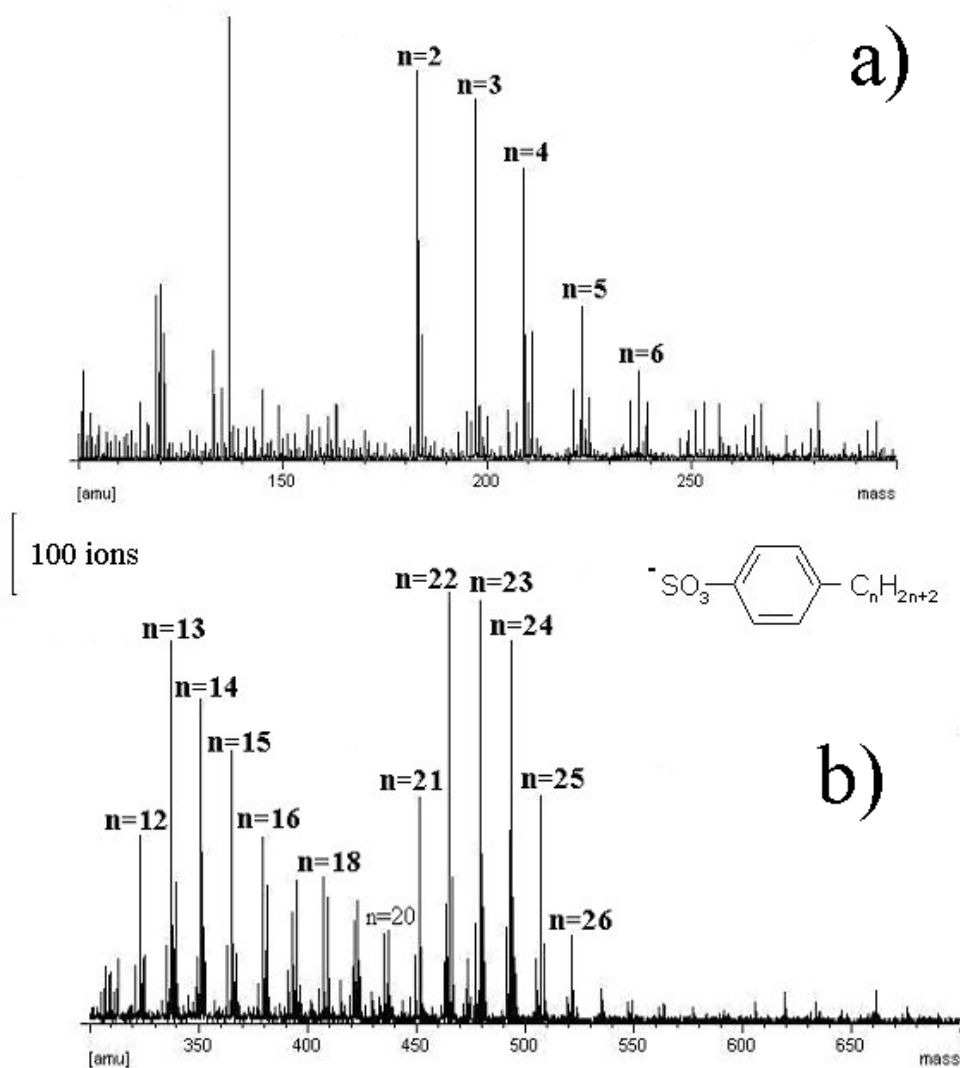 a)
n=2
n=3
n=4
n=5
n=6
150
200
250
[amu]
mass
100 ions
-
SO3
CnH2n+2
b)
n=22
n=23
n=13
n=24
n=14
n=15
n=21
n=25
n=12
n=16
n=18
n=20
n=26
350
400
450
500
550
600
650
[amu]
mass